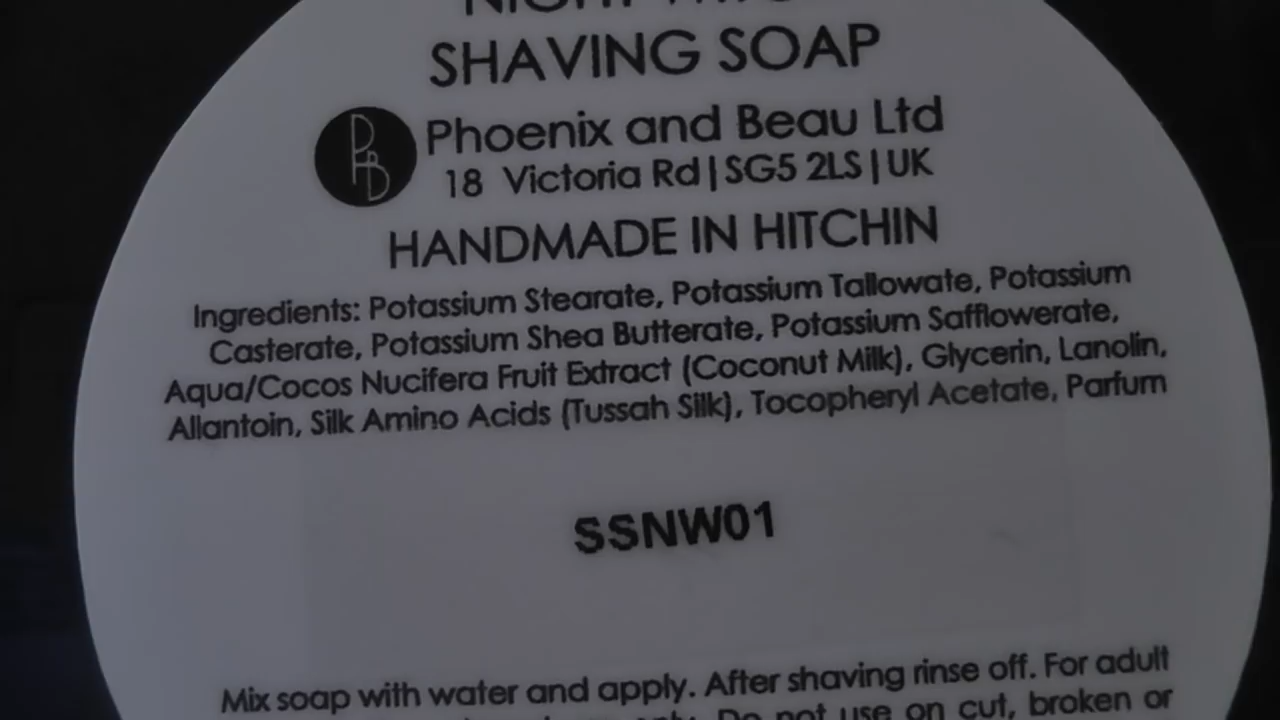 NIGHT
SHAVING SOAP
PB
Phoenix and Beau Ltd
18 Victoria Rd | SG5 2LS | UK
HANDMADE IN HITCHIN
Ingredients: Potassium Stearate, Potassium Tallowate, Potassium
Casterate, Potassium Shea Butterate, Potassium Safflowerate,
Aqua/Cocos Nucifera Fruit Extract (Coconut Milk), Glycerin, Lanolin,
Allantoin, Silk Amino Acids (Tussah Silk), Tocopheryl Acetate, Parfum
SSNW01
Mix soap with water and apply. After shaving rinse off. For adult
only. Do not use on cut, broken or